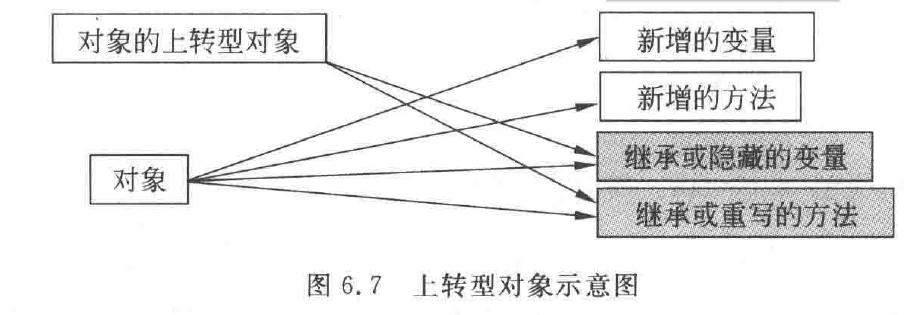 对象的上转型对象
新增的变量
新增的方法
继承或隐藏的变量
对象
继承或重写的方法
图 6.7 上转型对象示意图